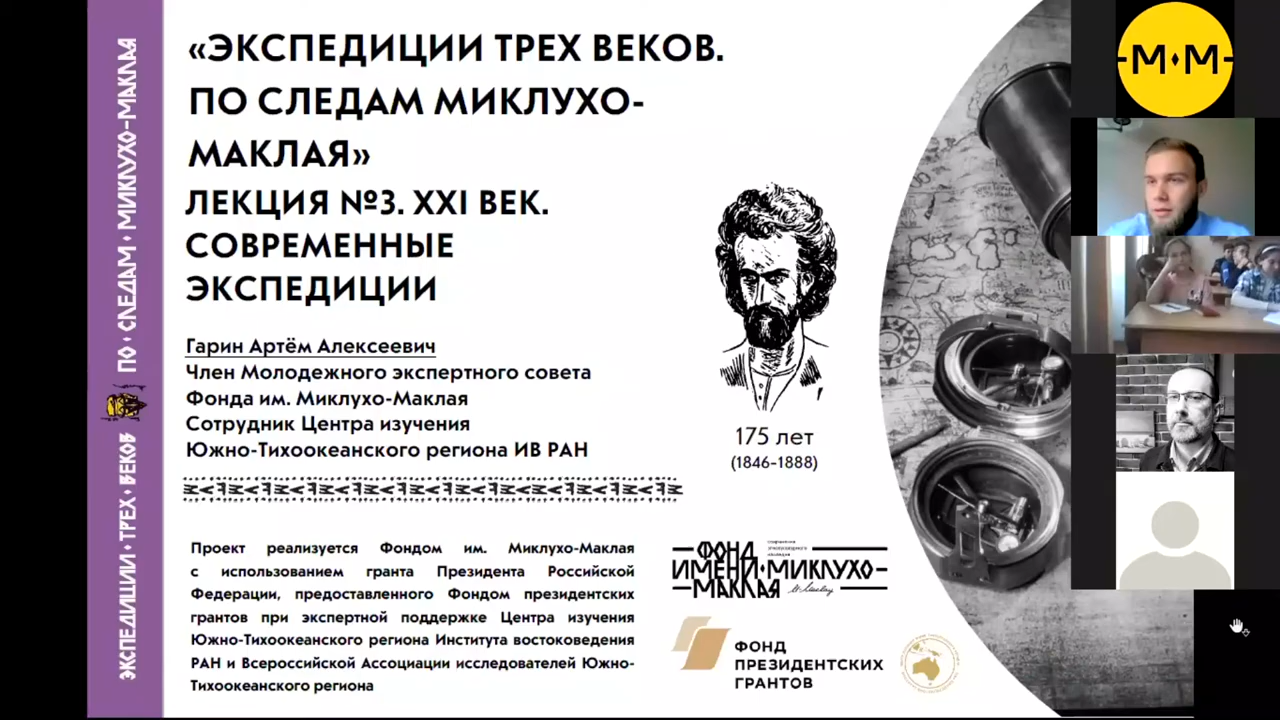 «ЭКСПЕДИЦИИ ТРЕХ ВЕКОВ.
ПО СЛЕДАМ МИКЛУХО-
МАКЛАЯ»
ЛЕКЦИЯ №3. XXI ВЕК.
СОВРЕМЕННЫЕ
ЭКСПЕДИЦИИ
Гарин Артём Алексеевич
Член Молодежного экспертного совета
Фонда им. Миклухо-Маклая
Сотрудник Центра изучения
Южно-Тихоокеанского региона ИВ РАН
Проект реализуется Фондом им. Миклухо-Маклая
с использованием гранта Президента Российской
Федерации, предоставленного Фондом президентских
грантов при экспертной поддержке Центра изучения
Южно-Тихоокеанского региона Института востоковедения
РАН и Всероссийской Ассоциации исследователей Южно-
Тихоокеанского региона
175 лет
(1846-1888)
ФОНД
ИМЕНИ·МИКЛУХО-
МАКЛАЯ
ФОНД
ПРЕЗИДЕНТСКИХ
ГРАНТОВ
ЭКСПЕДИЦИИ·ТРЕХ·ВЕКОВ
ПО·СЛЕДАМ·МИКЛУХО-МАКЛАЯ
-М·М-